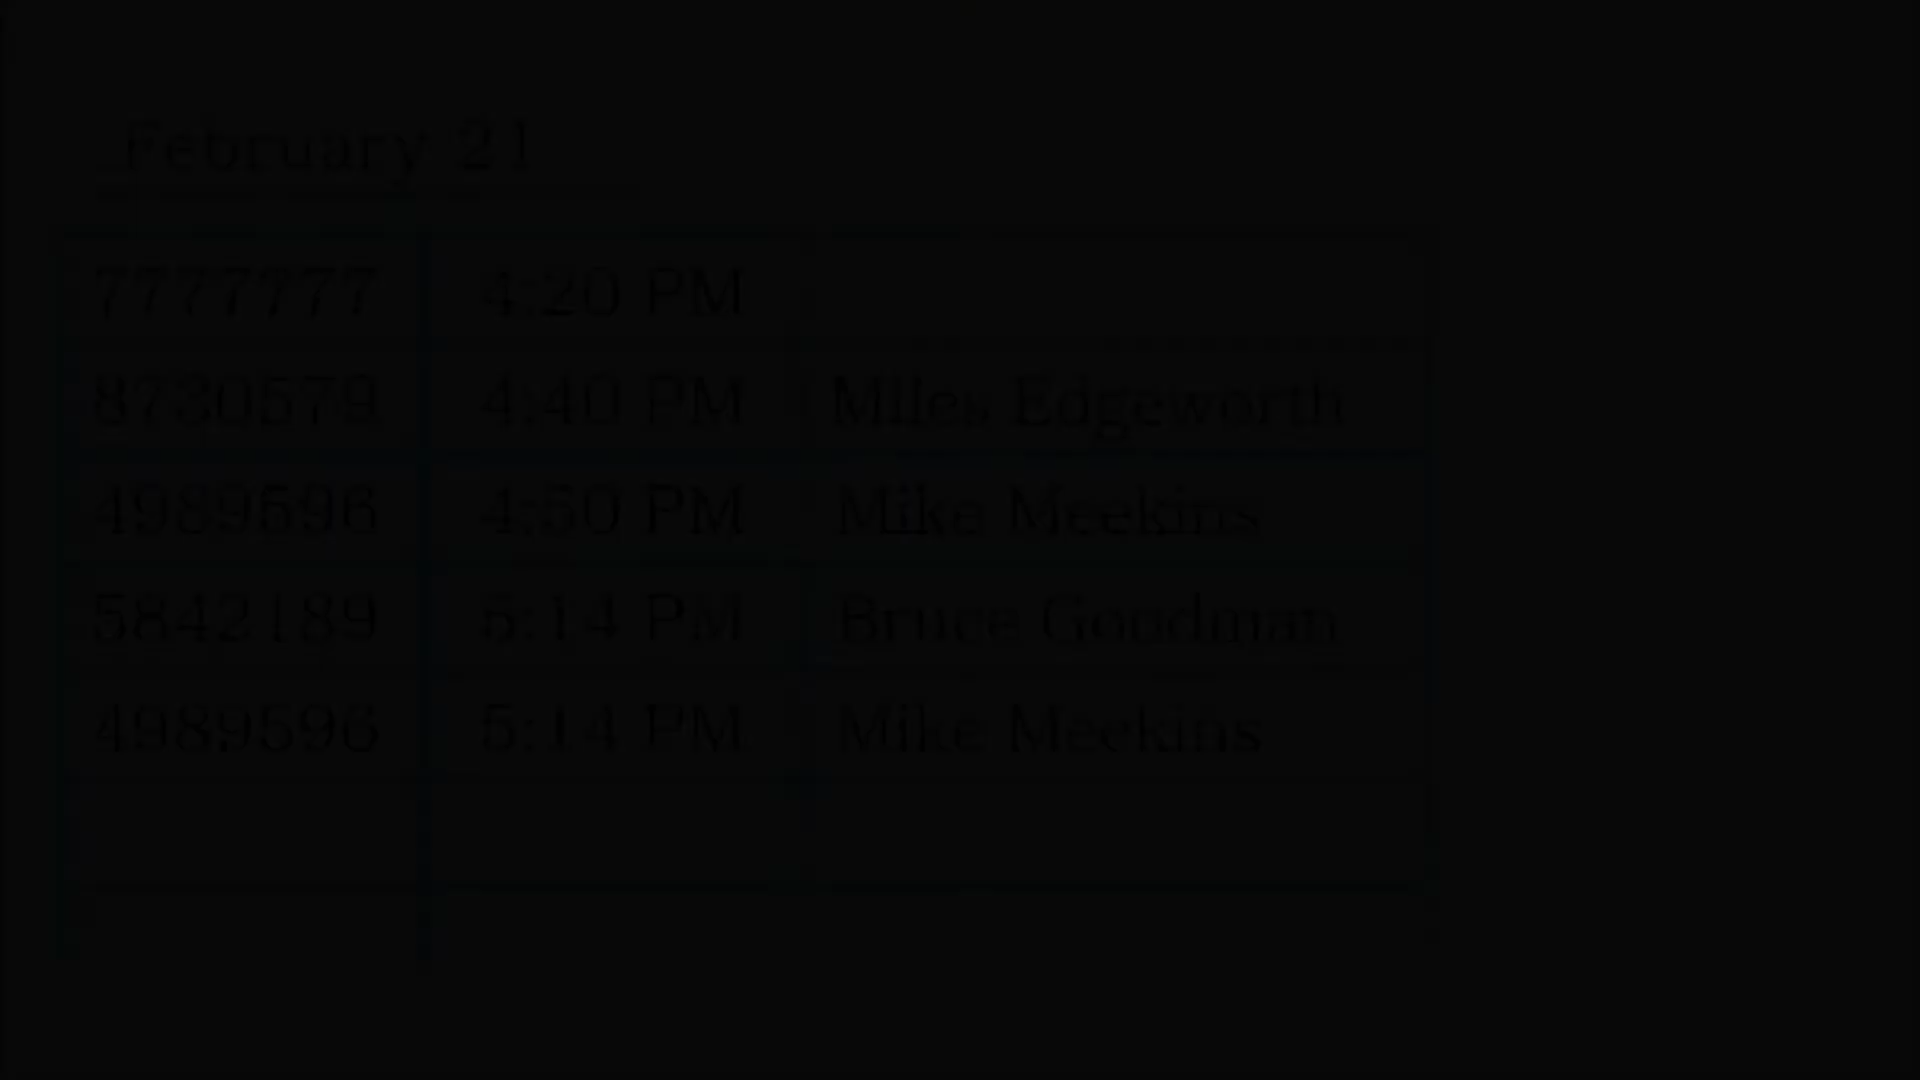 February 21
7777777 4:20 PM
8730579 4:40 PM Miles Edgeworth
4989596 4:50 PM Mike Meekins
5842189 5:14 PM Bruce Goodman
4989596 5:14 PM Mike Meekins